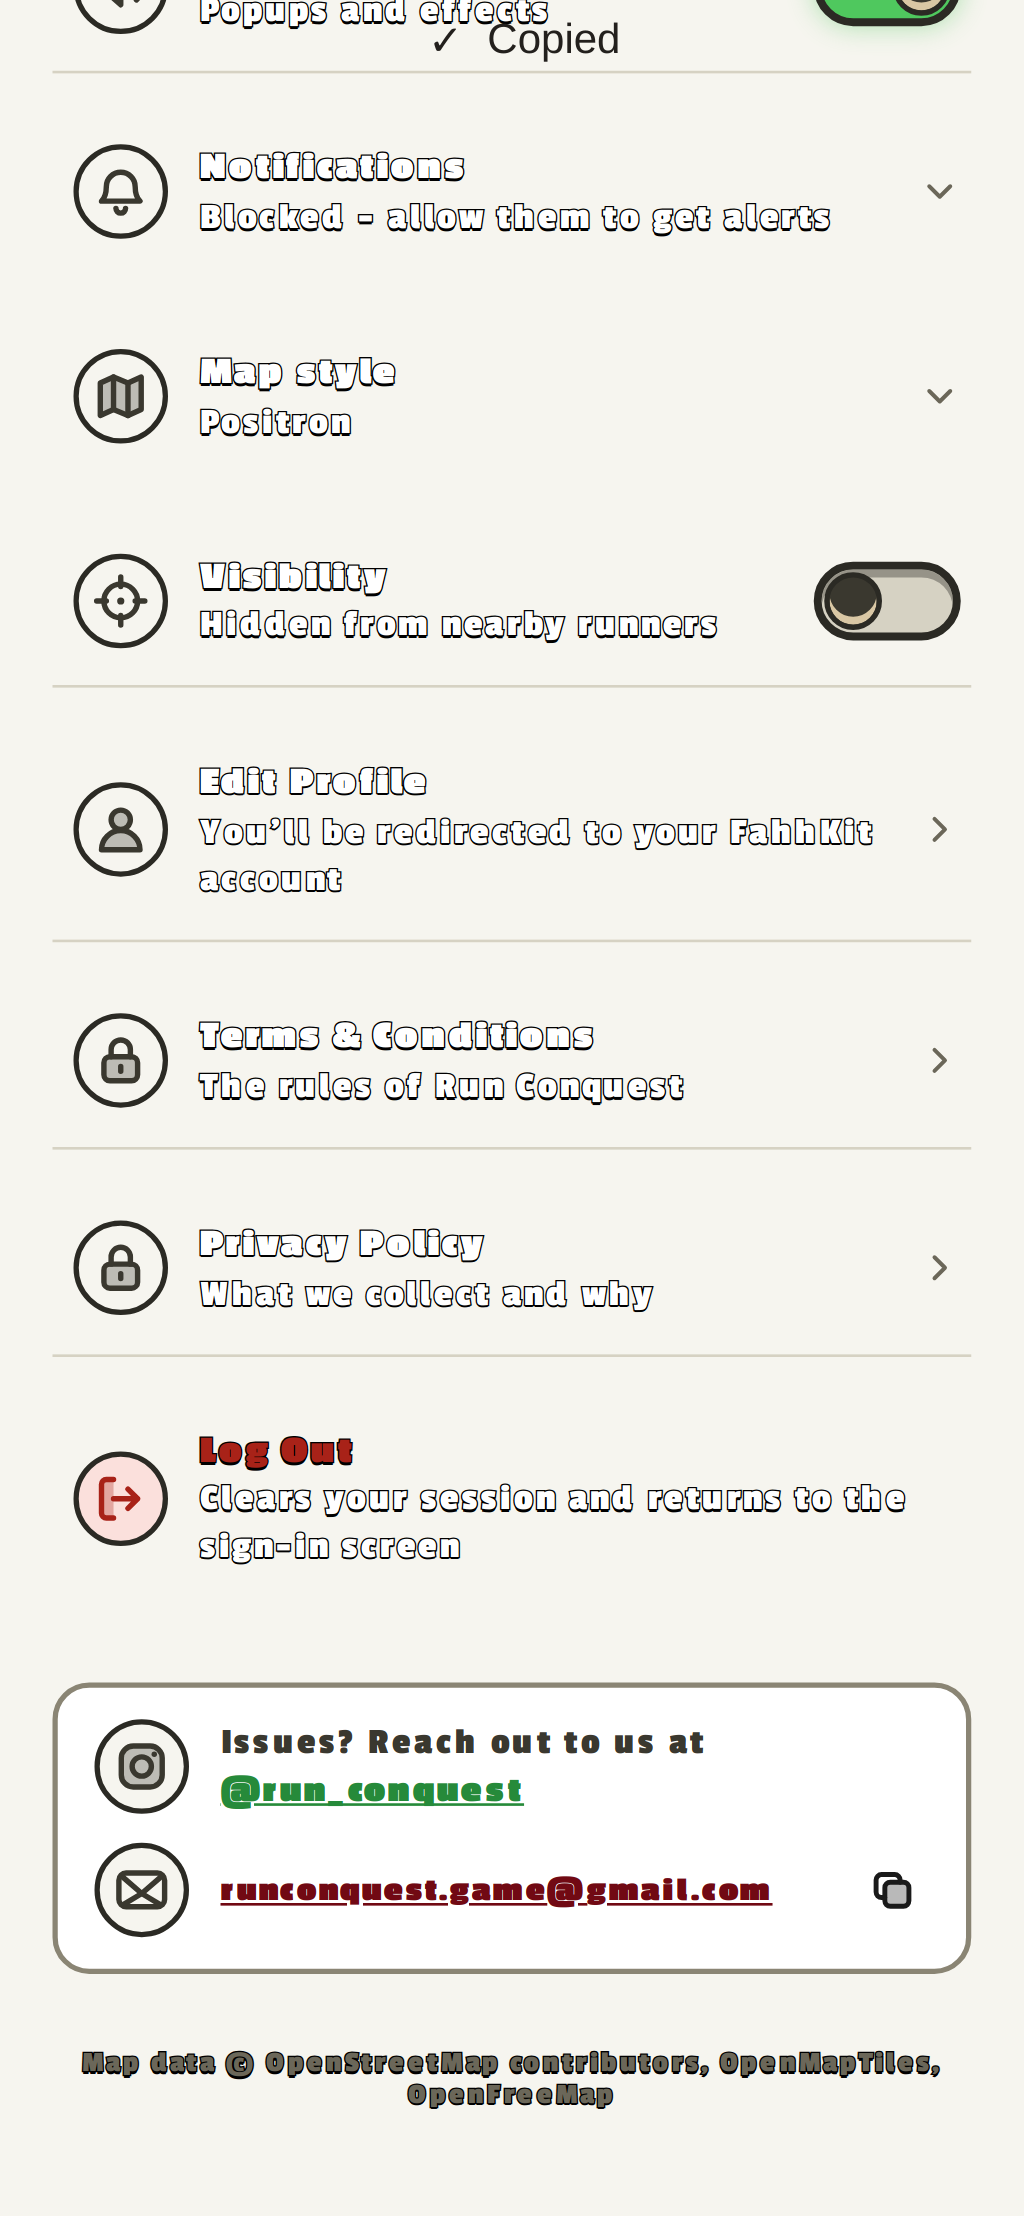 Popups and effects
✓ Copied
Notifications
Blocked - allow them to get alerts
Map style
Positron
Visibility
Hidden from nearby runners
Edit Profile
You’ll be redirected to your FahhKit
account
Terms & Conditions
The rules of Run Conquest
Privacy Policy
What we collect and why
Log Out
Clears your session and returns to the
sign-in screen
Issues? Reach out to us at
@run_conquest
runconquest.game@gmail.com
Map data © OpenStreetMap contributors, OpenMapTiles,
OpenFreeMap